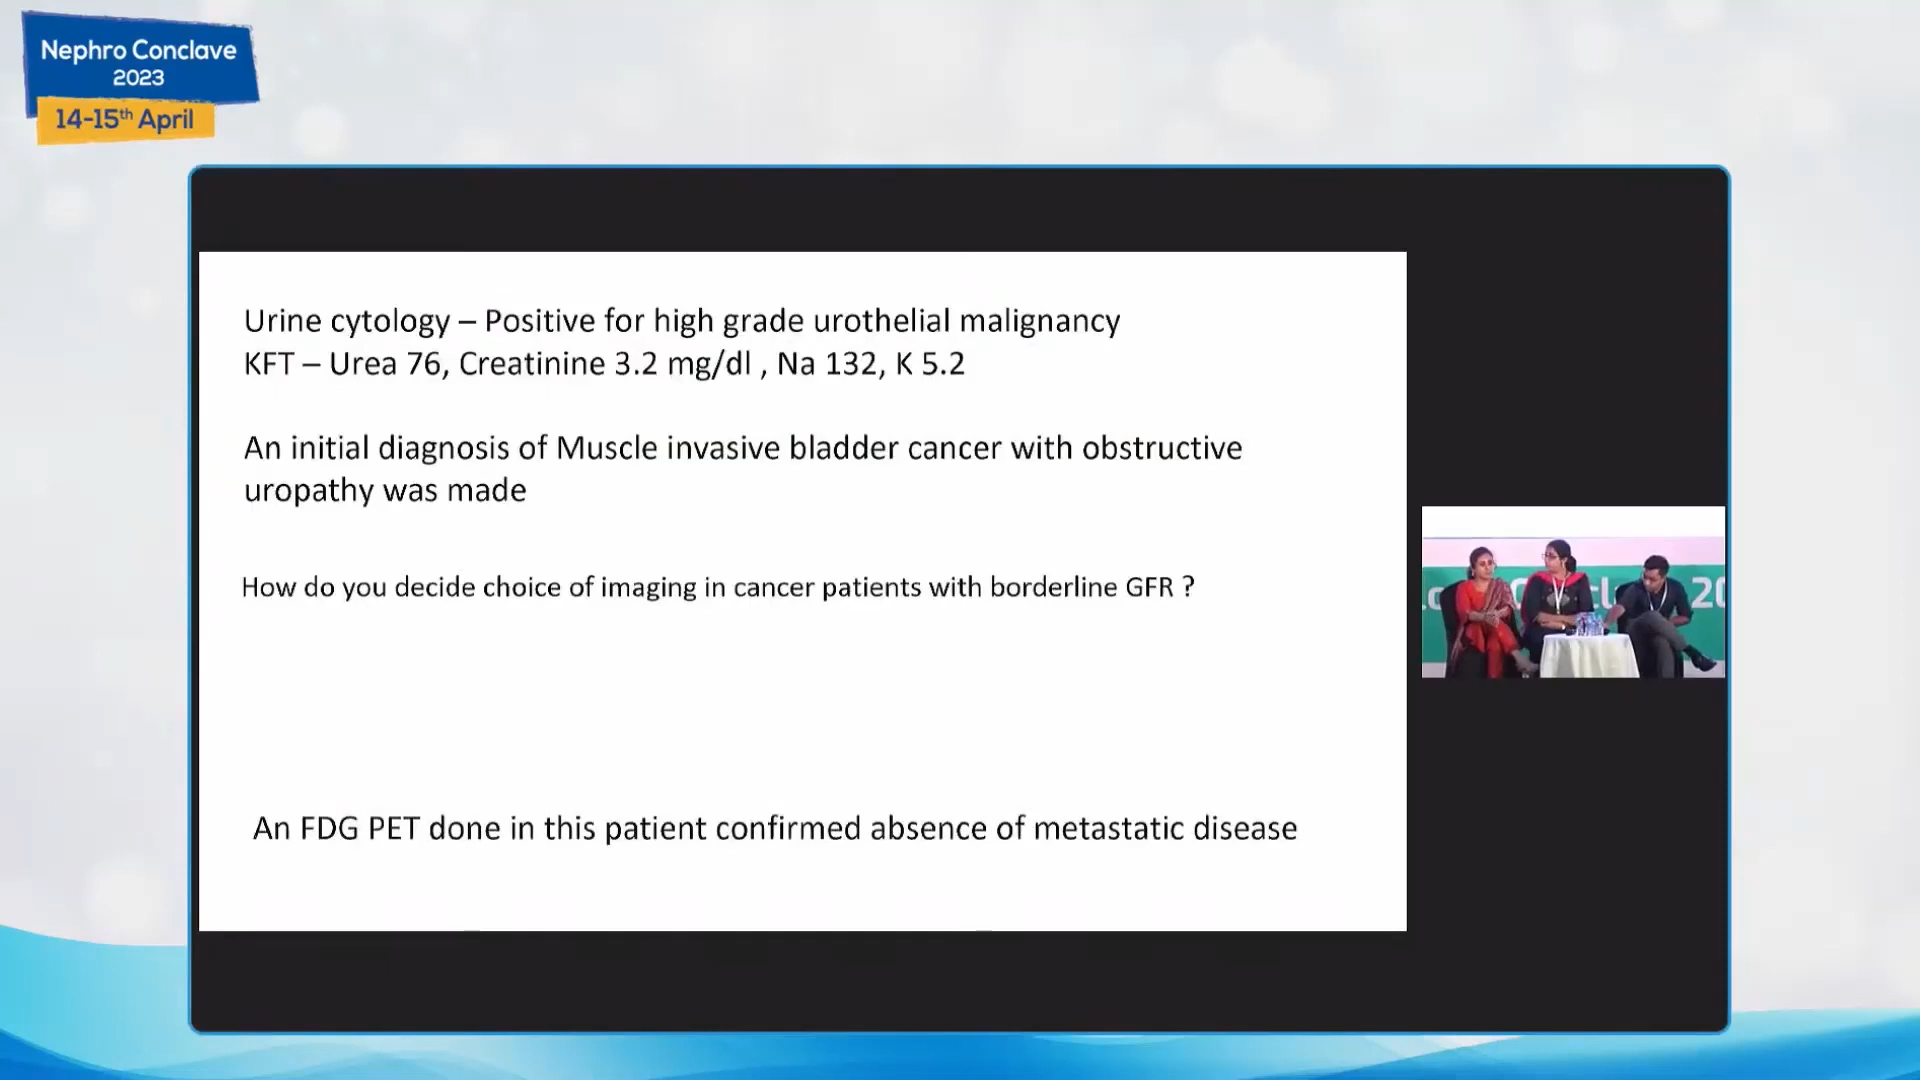 Nephro Conclave
2023
14-15th April
Urine cytology – Positive for high grade urothelial malignancy
KFT – Urea 76, Creatinine 3.2 mg/dl , Na 132, K 5.2
An initial diagnosis of Muscle invasive bladder cancer with obstructive
uropathy was made
How do you decide choice of imaging in cancer patients with borderline GFR ?
An FDG PET done in this patient confirmed absence of metastatic disease